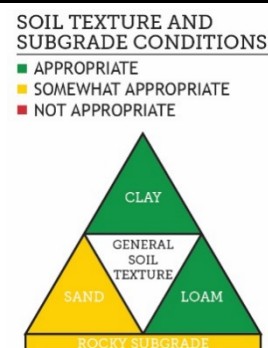 SOIL TEXTURE AND
SUBGRADE CONDITIONS
APPROPRIATE
SOMEWHAT APPROPRIATE
NOT APPROPRIATE
CLAY
GENERAL
SOIL
TEXTURE
SAND
LOAM
ROCKY SUBGRADE